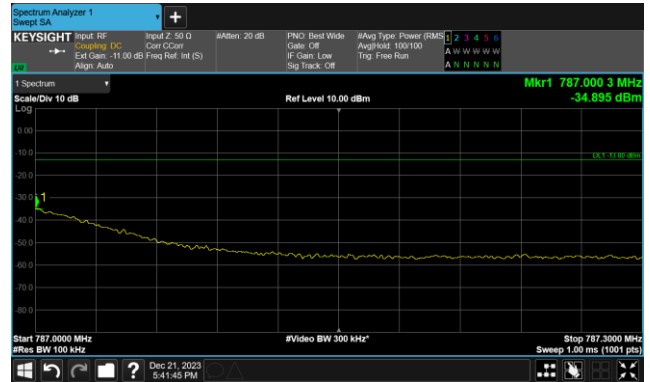 Spectrum Analyzer 1
Swept SA
+
KEYSIGHT Input: RF Input Z: 50 Ω #Atten: 20 dB PNO: Best Wide #Avg Type: Power (RMS 1 2 3 4 5 6
Coupling: DC Corr CCorr Gate: Off Avg|Hold: 100/100 A W W W W W
Ext Gain: -11.00 dB Freq Ref: Int (S) IF Gain: Low Trig: Free Run
Align: Auto Sig Track: Off A N N N N N
1 Spectrum Mkr1 787.000 3 MHz
Scale/Div 10 dB Ref Level 10.00 dBm -34.895 dBm
Log
0.00
-10.0
DL1 -13.00 dBm
-20.0
-30.0 1
-40.0
-50.0
-60.0
-70.0
-80.0
Start 787.0000 MHz #Video BW 300 kHz* Stop 787.3000 MHz
#Res BW 100 kHz Sweep 1.00 ms (1001 pts)
? Dec 21, 2023
5:41:45 PM